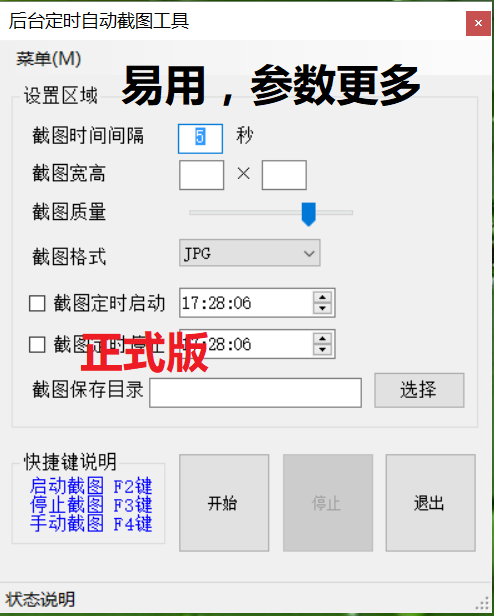 后台定时自动截图工具
菜单(M)
易用，参数更多
设置区域
截图时间间隔 5 秒
截图宽高 ×
截图质量
截图格式 JPG
截图定时启动 17:28:06
截图定时停止 17:28:06
正式版
截图保存目录 选择
快捷键说明
启动截图 F2键
停止截图 F3键
手动截图 F4键
开始 停止 退出
状态说明